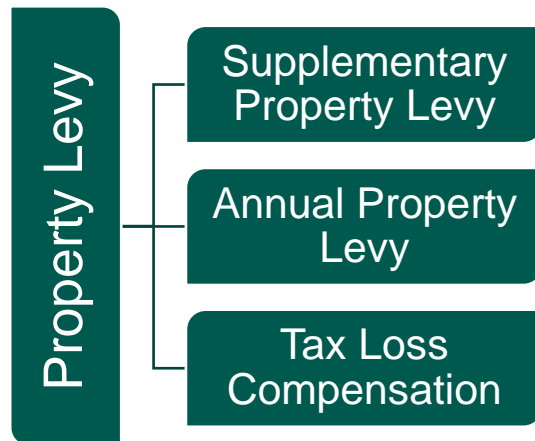 Property Levy
Supplementary
Property Levy
Annual Property
Levy
Tax Loss
Compensation